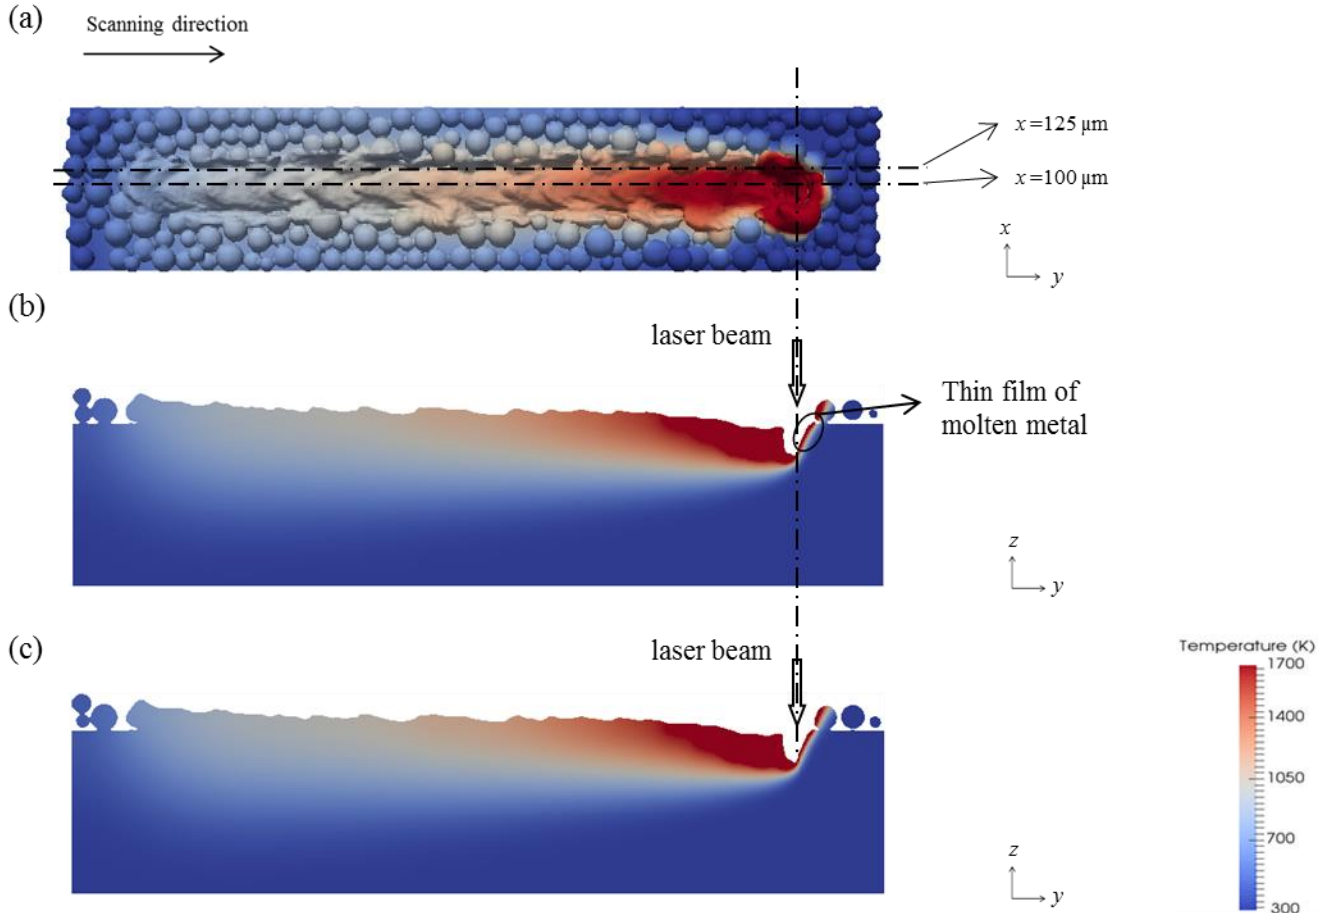 (a)
Scanning direction
x=125 μm
x=100 μm
x
y
(b)
laser beam
Thin film of
molten metal
z
y
(c)
laser beam
Temperature (K)
1700
1400
1050
700
300
z
y